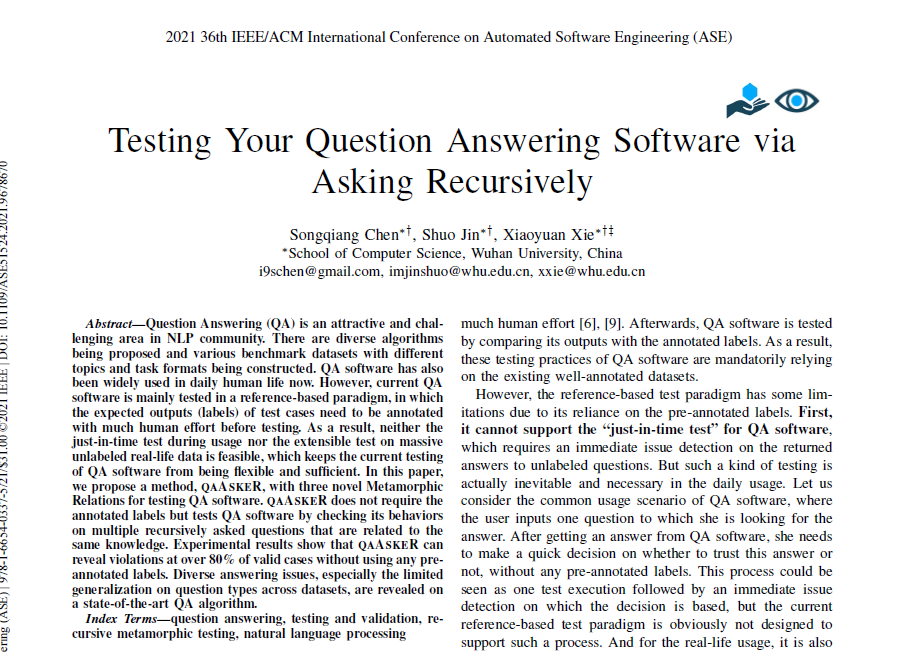 2021 36th IEEE/ACM International Conference on Automated Software Engineering (ASE)
Testing Your Question Answering Software via
Asking Recursively
Songqiang Chen*†, Shuo Jin*†, Xiaoyuan Xie*†‡
*School of Computer Science, Wuhan University, China
i9schen@gmail.com, imjinshuo@whu.edu.cn, xxie@whu.edu.cn
Abstract—Question Answering (QA) is an attractive and chal-
lenging area in NLP community. There are diverse algorithms
being proposed and various benchmark datasets with different
topics and task formats being constructed. QA software has also
been widely used in daily human life now. However, current QA
software is mainly tested in a reference-based paradigm, in which
the expected outputs (labels) of test cases need to be annotated
with much human effort before testing. As a result, neither the
just-in-time test during usage nor the extensible test on massive
unlabeled real-life data is feasible, which keeps the current testing
of QA software from being flexible and sufficient. In this paper,
we propose a method, QAASKER, with three novel Metamorphic
Relations for testing QA software. QAASKER does not require the
annotated labels but tests QA software by checking its behaviors
on multiple recursively asked questions that are related to the
same knowledge. Experimental results show that QAASKER can
reveal violations at over 80% of valid cases without using any pre-
annotated labels. Diverse answering issues, especially the limited
generalization on question types across datasets, are revealed on
a state-of-the-art QA algorithm.
Index Terms—question answering, testing and validation, re-
cursive metamorphic testing, natural language processing
much human effort [6], [9]. Afterwards, QA software is tested
by comparing its outputs with the annotated labels. As a result,
these testing practices of QA software are mandatorily relying
on the existing well-annotated datasets.
However, the reference-based test paradigm has some lim-
itations due to its reliance on the pre-annotated labels. First,
it cannot support the “just-in-time test” for QA software,
which requires an immediate issue detection on the returned
answers to unlabeled questions. But such a kind of testing is
actually inevitable and necessary in the daily usage. Let us
consider the common usage scenario of QA software, where
the user inputs one question to which she is looking for the
answer. After getting an answer from QA software, she needs
to make a quick decision on whether to trust this answer or
not, without any pre-annotated labels. This process could be
seen as one test execution followed by an immediate issue
detection on which the decision is based, but the current
reference-based test paradigm is obviously not designed to
support such a process. And for the real-life usage, it is also
ering (ASE) | 978-1-6654-0337-5/21/$31.00 ©2021 IEEE | DOI: 10.1109/ASE51524.2021.9678670